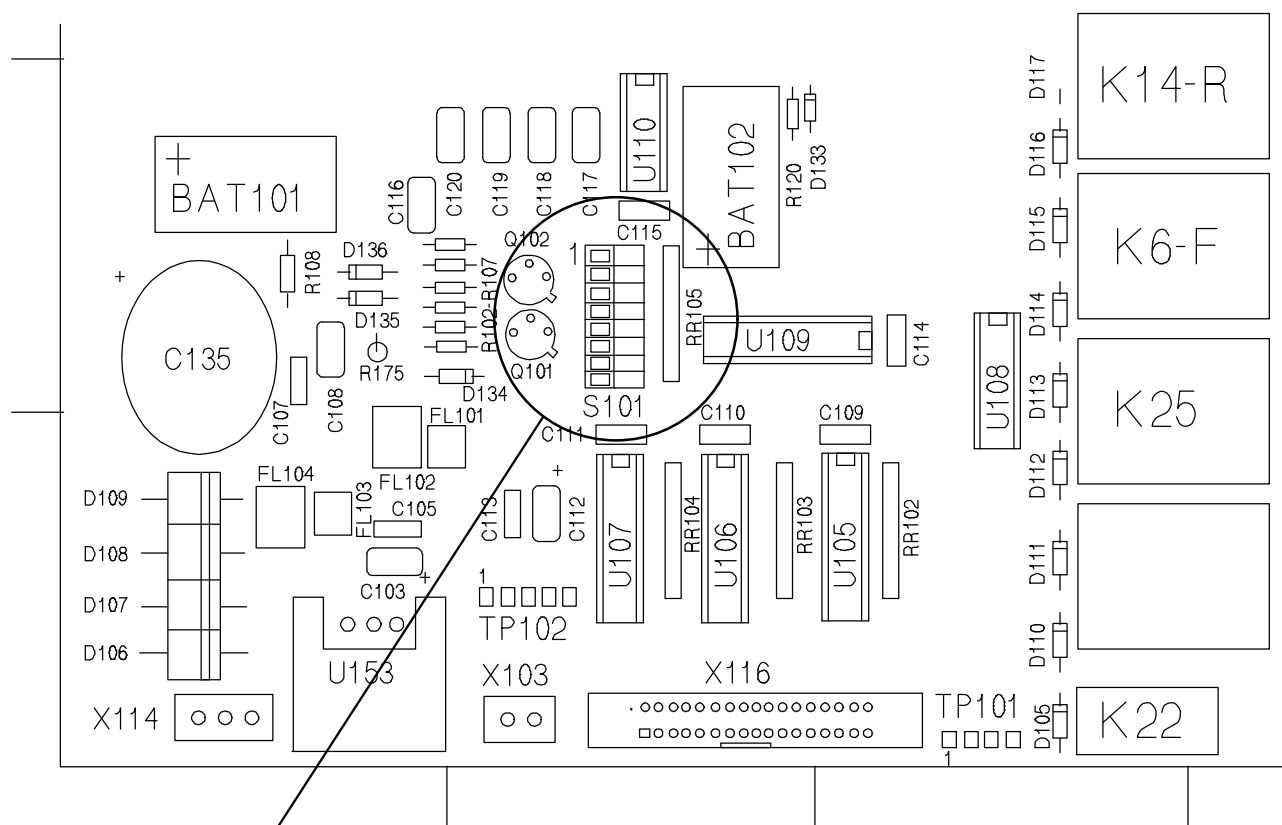 D117
K14-R
U110
BAT102
D116
R120
D133
BAT101
C116
C120
C119
C118
C117
C115
D115
K6-F
Q102
1
D136
R108
R107
R102-
RR105
D114
D135
C135
R175
Q101
U109
C114
U108
D113
K25
D134
S101
C107
C108
FL101
C111
C110
C109
D112
FL104
FL102
D109
FL103
C105
C113
C112
U107
RR104
U106
RR103
U105
RR102
D108
D111
C103
1
TP102
D107
D106
D110
U153
X103
X116
X114
TP101
D105
K22
1